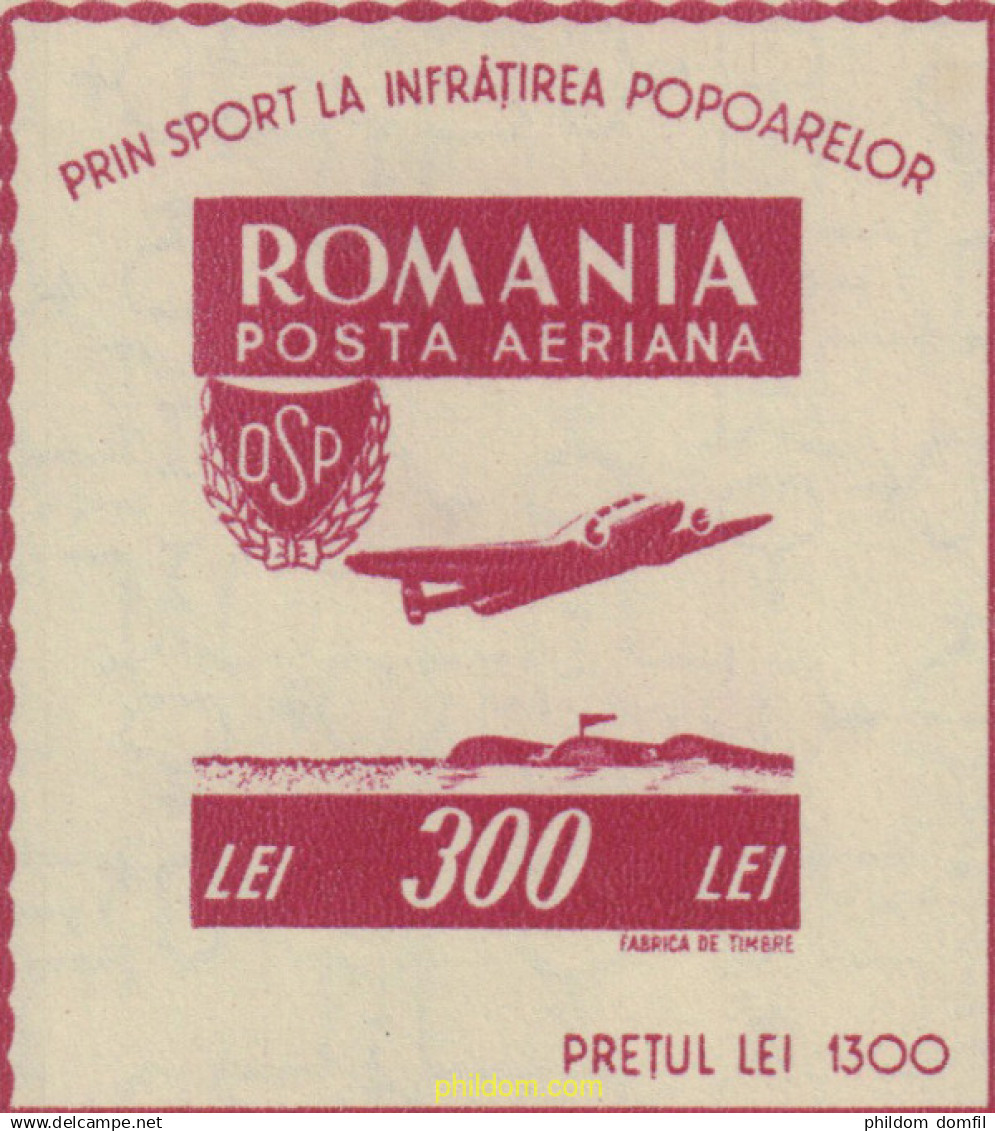 PRIN SPORT LA INFRĂȚIREA POPOARELOR
ROMANIA
POSTA AERIANA
OSP
LEI 300 LEI
FABRICA DE TIMBRE
PREȚUL LEI 1300
phildom.com
delcampe.net
phildom domfil